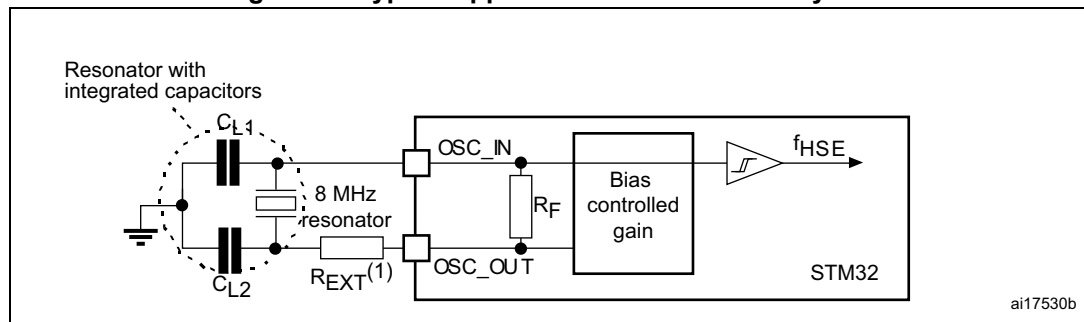 Resonator with
integrated capacitors
CL1
OSC_IN
fHSE
8 MHz
resonator
RF
Bias
controlled
gain
REXT(1)
OSC_OUT
STM32
CL2
ai17530b